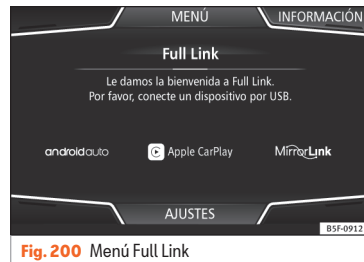 MENÚ
INFORMACIÓN
Full Link
Le damos la bienvenida a Full Link.
Por favor, conecte un dispositivo por USB.
androidauto
Apple CarPlay
MirrorLink
AJUSTES
B5F-0912
Fig. 200 Menú Full Link